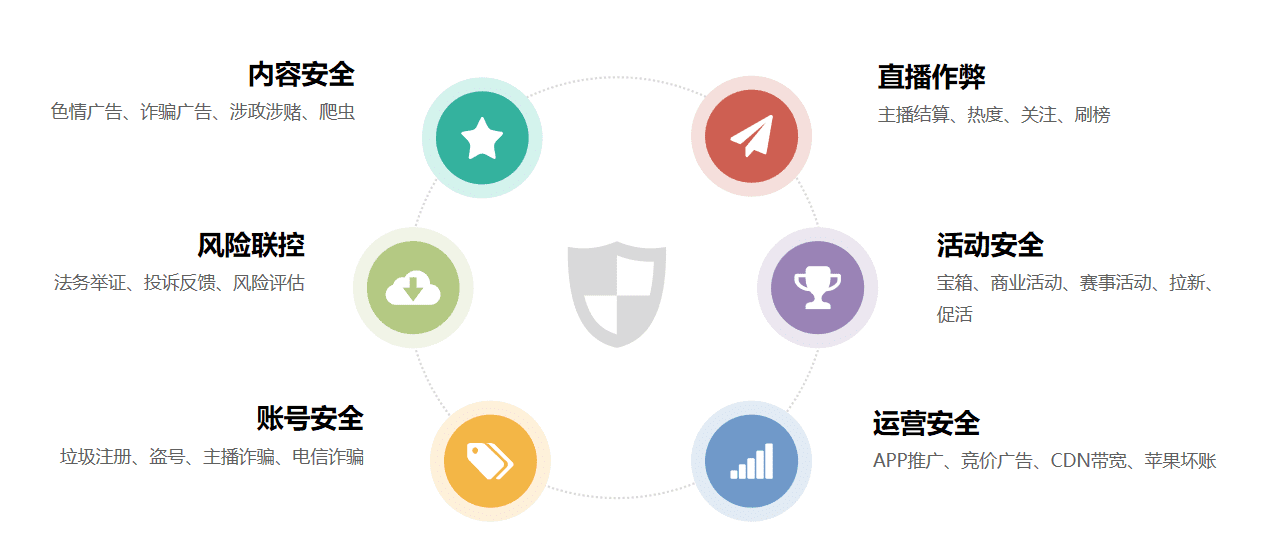 内容安全
色情广告、诈骗广告、涉政涉赌、爬虫
直播作弊
主播结算、热度、关注、刷榜
风险联控
法务举证、投诉反馈、风险评估
活动安全
宝箱、商业活动、赛事活动、拉新、
促活
账号安全
垃圾注册、盗号、主播诈骗、电信诈骗
运营安全
APP推广、竞价广告、CDN带宽、苹果坏账